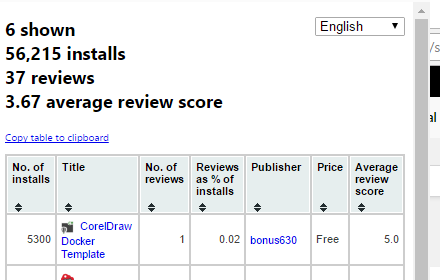 6 shown
English
56,215 installs
37 reviews
3.67 average review score
Copy table to clipboard
No. of installs
Title
No. of reviews
Reviews as % of installs
Publisher
Price
Average review score
5300
CorelDraw Docker Template
1
0.02
bonus630
Free
5.0
/s
al